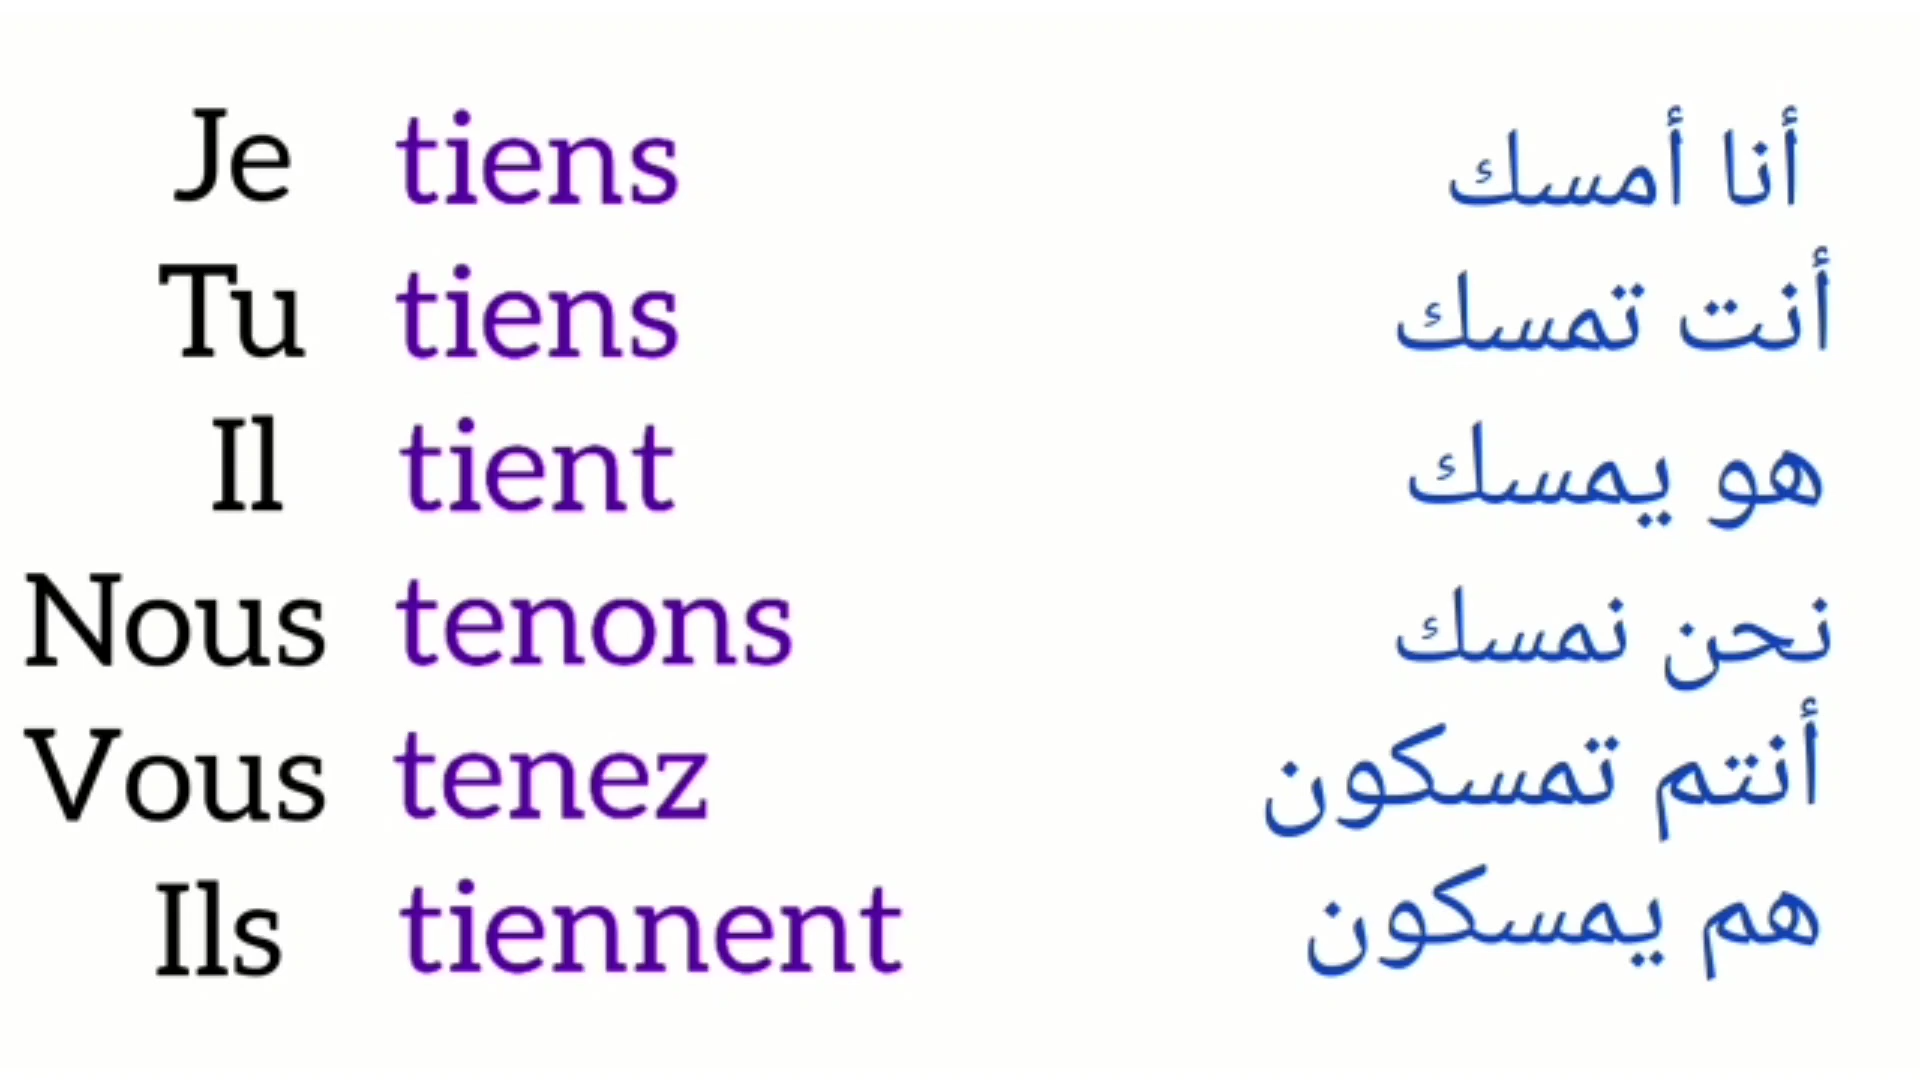 Je tiens أنا أمسك
Tu tiens أنت تمسك
Il tient هو يمسك
Nous tenons نحن نمسك
Vous tenez أنتم تمسكون
Ils tiennent هم يمسكون